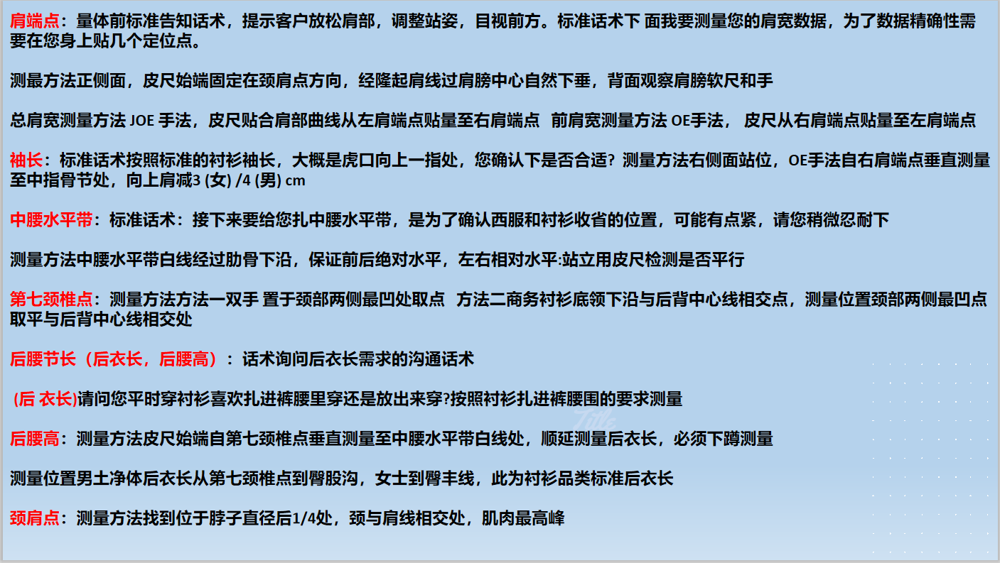 肩端点：量体前标准告知话术，提示客户放松肩部，调整站姿，目视前方。标准话术下 面我要测量您的肩宽数据，为了数据精确性需
要在您身上贴几个定位点。
测最方法正侧面，皮尺始端固定在颈肩点方向，经隆起肩线过肩膀中心自然下垂，背面观察肩膀软尺和手
总肩宽测量方法 JOE 手法，皮尺贴合肩部曲线从左肩端点贴量至右肩端点 前肩宽测量方法 OE手法， 皮尺从右肩端点贴量至左肩端点
袖长：标准话术按照标准的衬衫袖长，大概是虎口向上一指处，您确认下是否合适？测量方法右侧面站位，OE手法自右肩端点垂直测量
至中指骨节处，向上肩减3 (女) /4 (男) cm
中腰水平带：标准话术：接下来要给您扎中腰水平带，是为了确认西服和衬衫收省的位置，可能有点紧，请您稍微忍耐下
测量方法中腰水平带白线经过肋骨下沿，保证前后绝对水平，左右相对水平:站立用皮尺检测是否平行
第七颈椎点：测量方法方法一双手 置于颈部两侧最凹处取点 方法二商务衬衫底领下沿与后背中心线相交点，测量位置颈部两侧最凹点
取平与后背中心线相交处
后腰节长（后衣长，后腰高）：话术询问后衣长需求的沟通话术
(后 衣长)请问您平时穿衬衫喜欢扎进裤腰里穿还是放出来穿?按照衬衫扎进裤腰围的要求测量
Title
后腰高：测量方法皮尺始端自第七颈椎点垂直测量至中腰水平带白线处，顺延测量后衣长，必须下蹲测量
测量位置男土净体后衣长从第七颈椎点到臀股沟，女士到臀丰线，此为衬衫品类标准后衣长
颈肩点：测量方法找到位于脖子直径后1/4处，颈与肩线相交处，肌肉最高峰